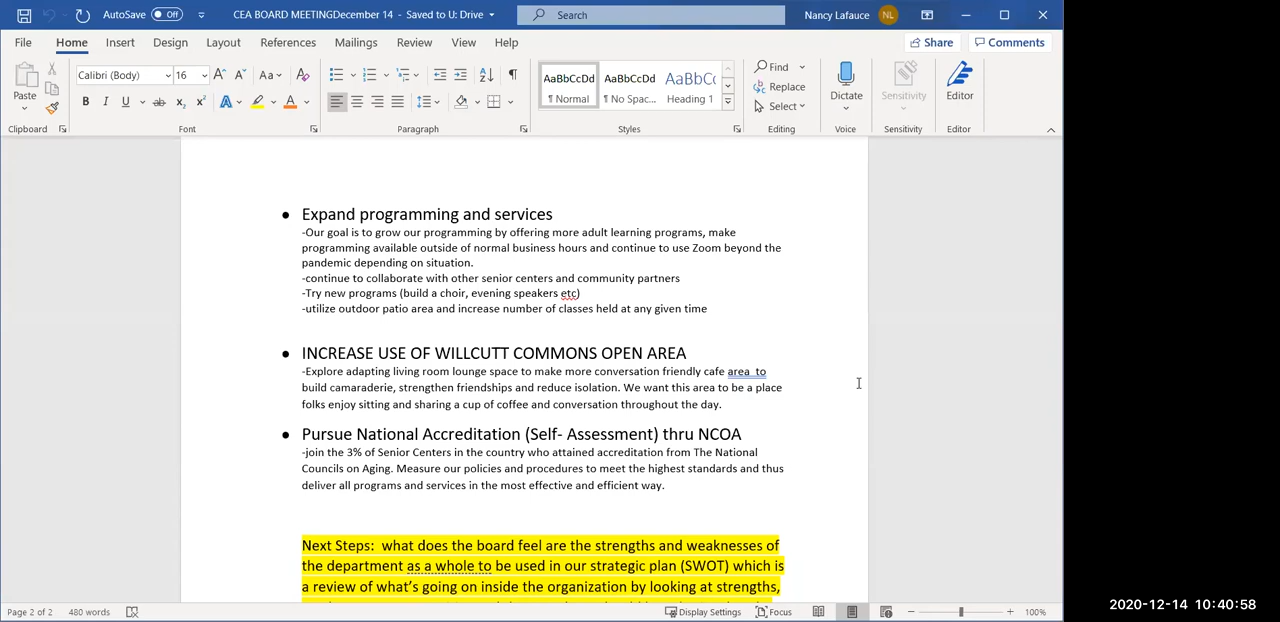 AutoSave Off CEA BOARD MEETINGDecember 14 - Saved to U: Drive Search Nancy Lafauce NL
File Home Insert Design Layout References Mailings Review View Help Share Comments
Paste Calibri (Body) 16 A A Aa A AaBbCcDd AaBbCcDd AaBbCc Find Replace Select Dictate Sensitivity Editor
B I U ab x₂ x² A A ¶ Normal ¶ No Spac... Heading 1
Clipboard Font Paragraph Styles Editing Voice Sensitivity Editor
• Expand programming and services
-Our goal is to grow our programming by offering more adult learning programs, make
programming available outside of normal business hours and continue to use Zoom beyond the
pandemic depending on situation.
-continue to collaborate with other senior centers and community partners
-Try new programs (build a choir, evening speakers etc)
-utilize outdoor patio area and increase number of classes held at any given time
• INCREASE USE OF WILLCUTT COMMONS OPEN AREA
-Explore adapting living room lounge space to make more conversation friendly cafe area to
build camaraderie, strengthen friendships and reduce isolation. We want this area to be a place
folks enjoy sitting and sharing a cup of coffee and conversation throughout the day.
• Pursue National Accreditation (Self- Assessment) thru NCOA
-join the 3% of Senior Centers in the country who attained accreditation from The National
Councils on Aging. Measure our policies and procedures to meet the highest standards and thus
deliver all programs and services in the most effective and efficient way.
Next Steps: what does the board feel are the strengths and weaknesses of
the department as a whole to be used in our strategic plan (SWOT) which is
a review of what's going on inside the organization by looking at strengths,
Page 2 of 2 480 words Display Settings Focus 100%
2020-12-14 10:40:58